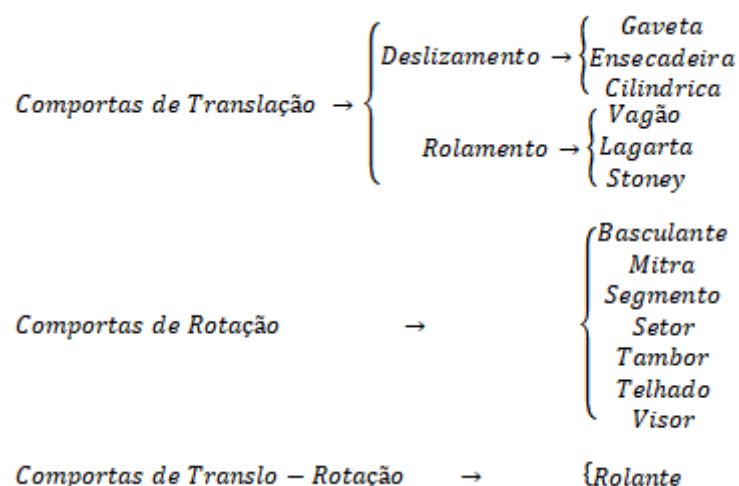 Gaveta
Deslizamento → Ensecadeira
Cilindrica
Comportas de Translação →
Vagão
Rolamento → Lagarta
Stoney
Basculante
Mitra
Segmento
Comportas de Rotação → Setor
Tambor
Telhado
Visor
Comportas de Translo − Rotação → {Rolante